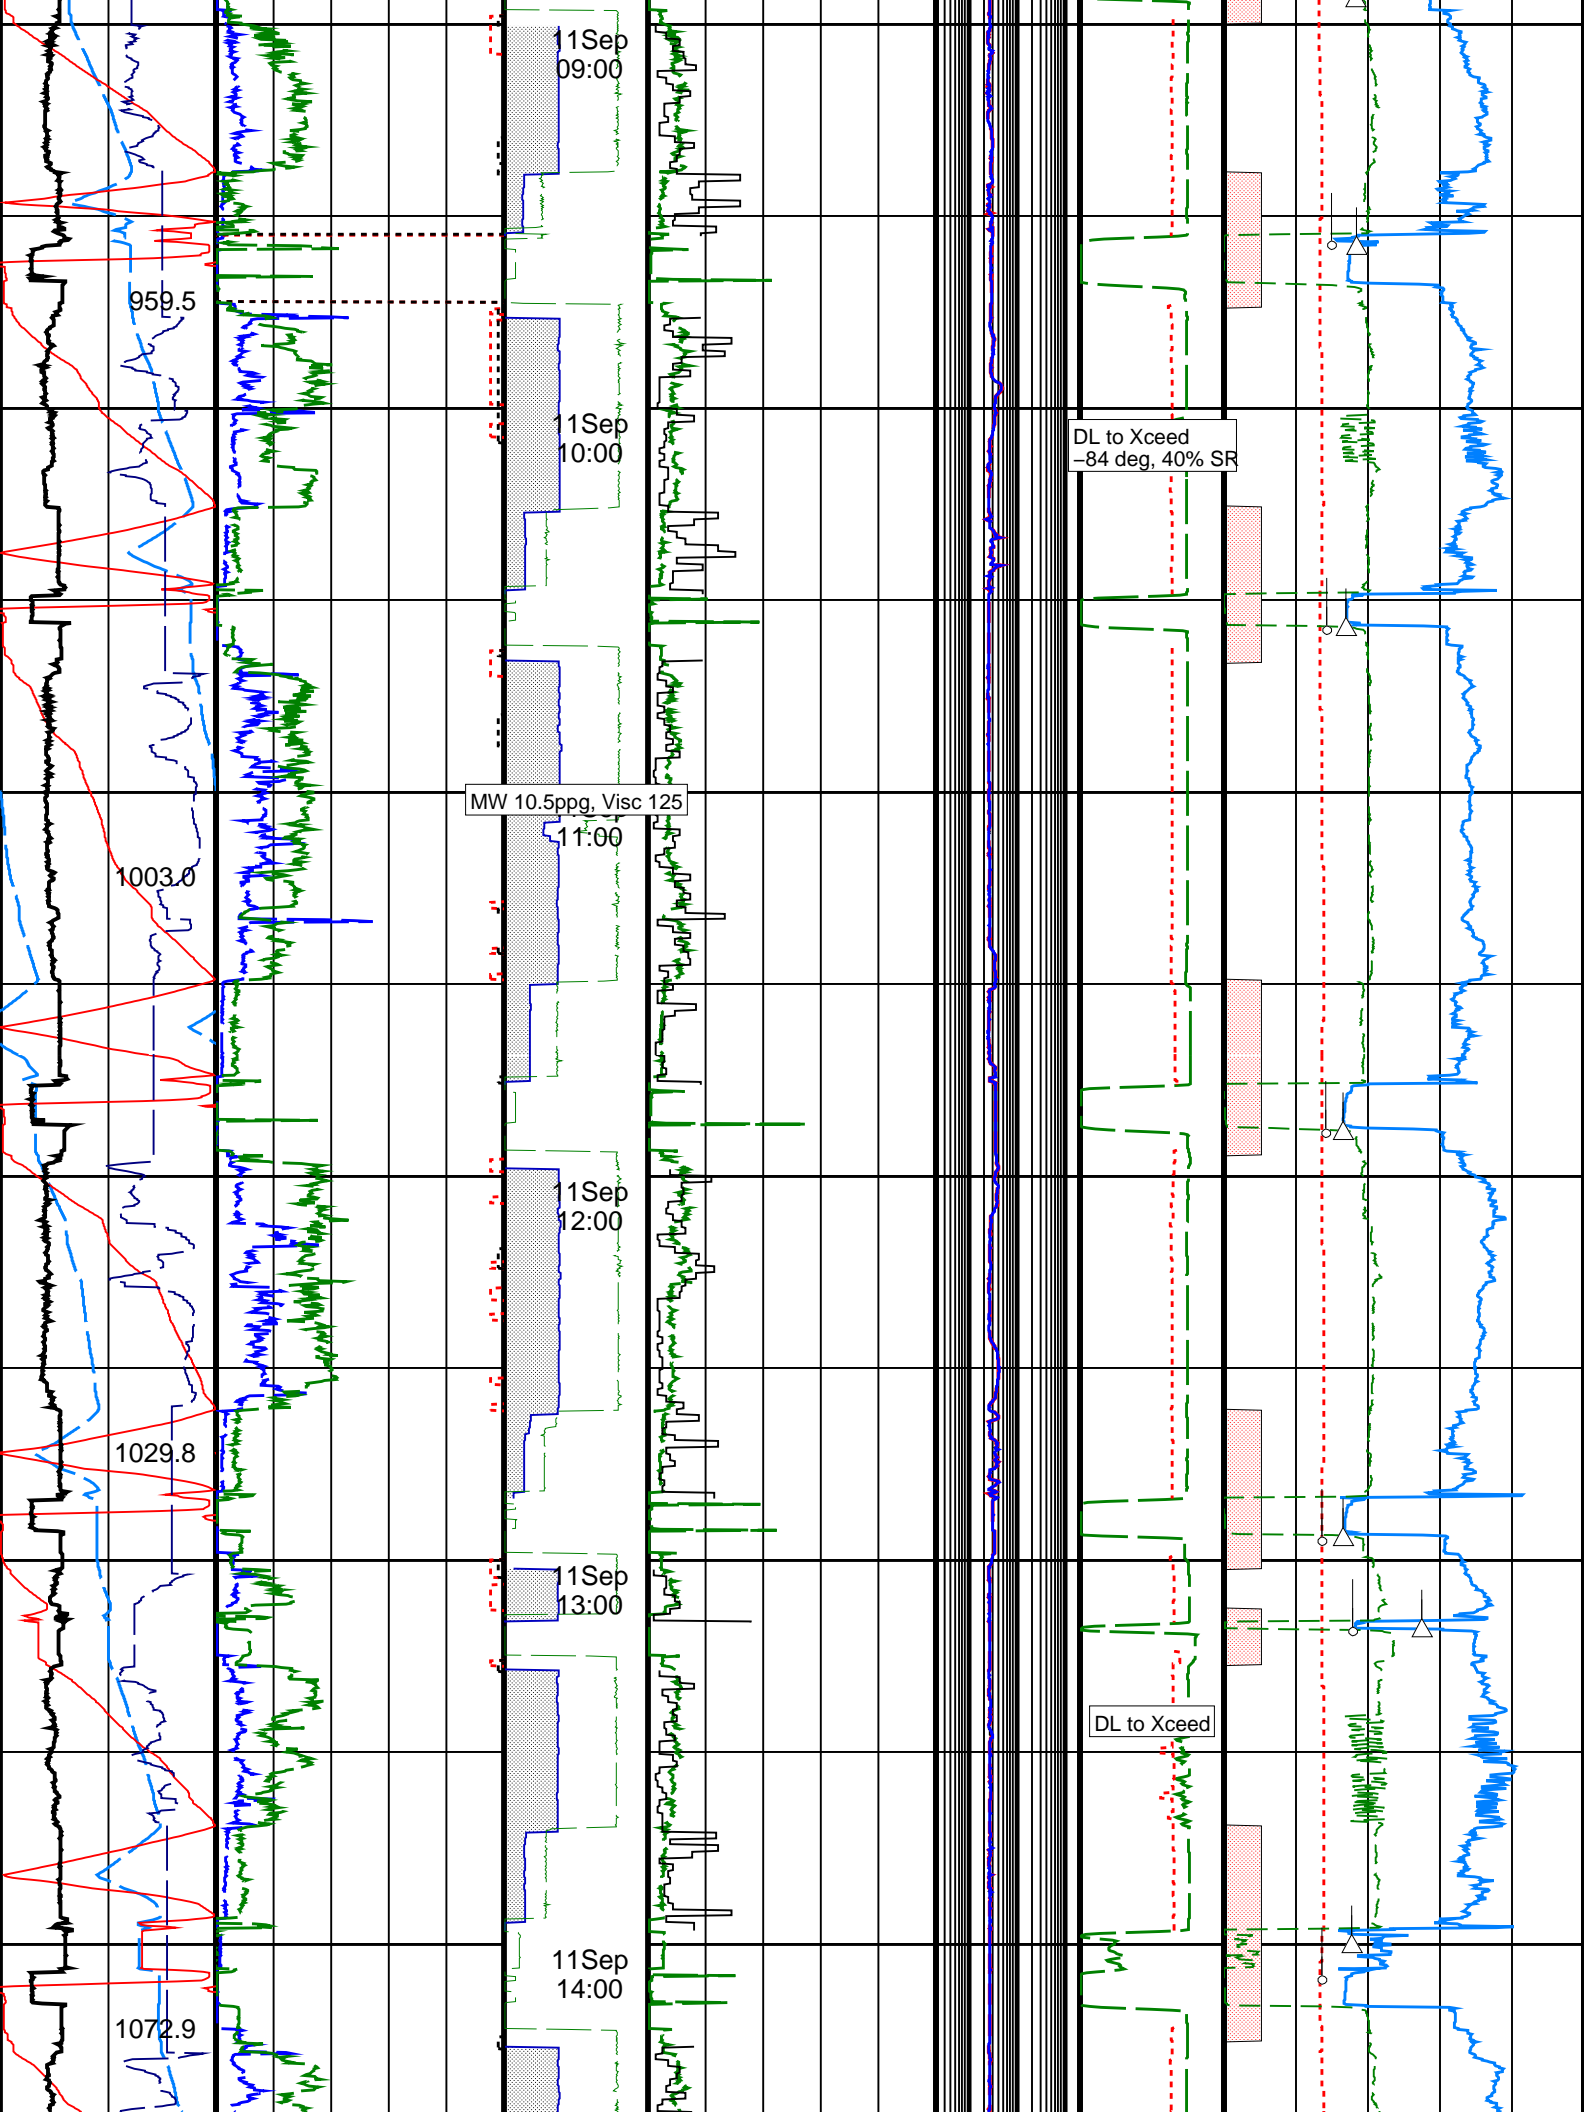 11Sep
09:00
959.5
11Sep
10:00
DL to Xceed
−84 deg, 40% SR
MW 10.5ppg, Visc 125
11:00
1003.0
11Sep
12:00
1029.8
11Sep
13:00
DL to Xceed
11Sep
14:00
1072.9